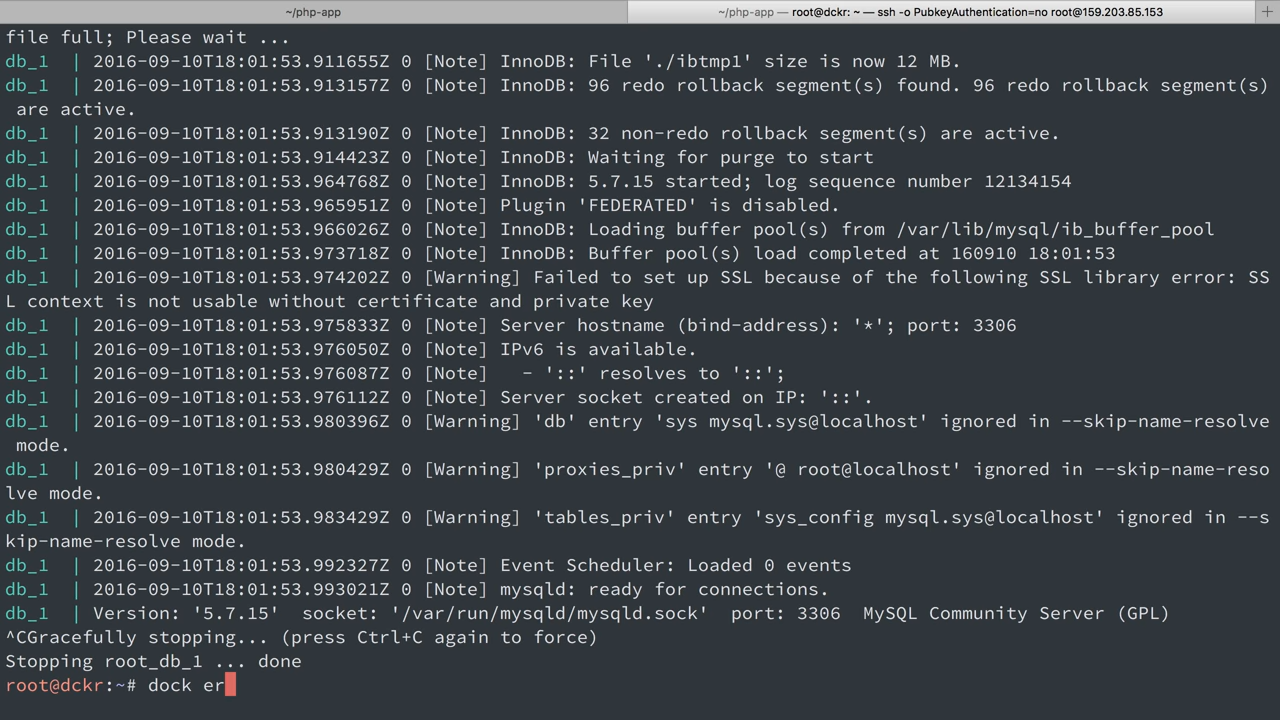 ~/php-app
~/php-app — root@dckr: ~ — ssh -o PubkeyAuthentication=no root@159.203.85.153
file full; Please wait ...
db_1  | 2016-09-10T18:01:53.911655Z 0 [Note] InnoDB: File './ibtmp1' size is now 12 MB.
db_1  | 2016-09-10T18:01:53.913157Z 0 [Note] InnoDB: 96 redo rollback segment(s) found. 96 redo rollback segment(s)
 are active.
db_1  | 2016-09-10T18:01:53.913190Z 0 [Note] InnoDB: 32 non-redo rollback segment(s) are active.
db_1  | 2016-09-10T18:01:53.914423Z 0 [Note] InnoDB: Waiting for purge to start
db_1  | 2016-09-10T18:01:53.964768Z 0 [Note] InnoDB: 5.7.15 started; log sequence number 12134154
db_1  | 2016-09-10T18:01:53.965951Z 0 [Note] Plugin 'FEDERATED' is disabled.
db_1  | 2016-09-10T18:01:53.966026Z 0 [Note] InnoDB: Loading buffer pool(s) from /var/lib/mysql/ib_buffer_pool
db_1  | 2016-09-10T18:01:53.973718Z 0 [Note] InnoDB: Buffer pool(s) load completed at 160910 18:01:53
db_1  | 2016-09-10T18:01:53.974202Z 0 [Warning] Failed to set up SSL because of the following SSL library error: SS
L context is not usable without certificate and private key
db_1  | 2016-09-10T18:01:53.975833Z 0 [Note] Server hostname (bind-address): '*'; port: 3306
db_1  | 2016-09-10T18:01:53.976050Z 0 [Note] IPv6 is available.
db_1  | 2016-09-10T18:01:53.976087Z 0 [Note]   - '::' resolves to '::';
db_1  | 2016-09-10T18:01:53.976112Z 0 [Note] Server socket created on IP: '::'.
db_1  | 2016-09-10T18:01:53.980396Z 0 [Warning] 'db' entry 'sys mysql.sys@localhost' ignored in --skip-name-resolve
 mode.
db_1  | 2016-09-10T18:01:53.980429Z 0 [Warning] 'proxies_priv' entry '@ root@localhost' ignored in --skip-name-reso
lve mode.
db_1  | 2016-09-10T18:01:53.983429Z 0 [Warning] 'tables_priv' entry 'sys_config mysql.sys@localhost' ignored in --s
kip-name-resolve mode.
db_1  | 2016-09-10T18:01:53.992327Z 0 [Note] Event Scheduler: Loaded 0 events
db_1  | 2016-09-10T18:01:53.993021Z 0 [Note] mysqld: ready for connections.
db_1  | Version: '5.7.15'  socket: '/var/run/mysqld/mysqld.sock'  port: 3306  MySQL Community Server (GPL)
^CGracefully stopping... (press Ctrl+C again to force)
Stopping root_db_1 ... done
root@dckr:~# dock er